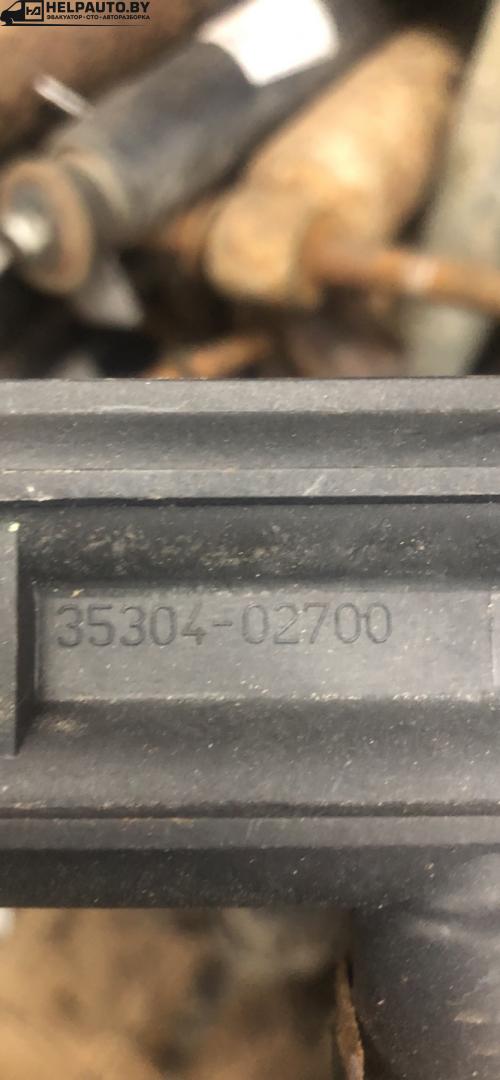 HELPAUTO.BY
ЭВАКУАТОР • СТО • АВТОРАЗБОРКА
35304-02700